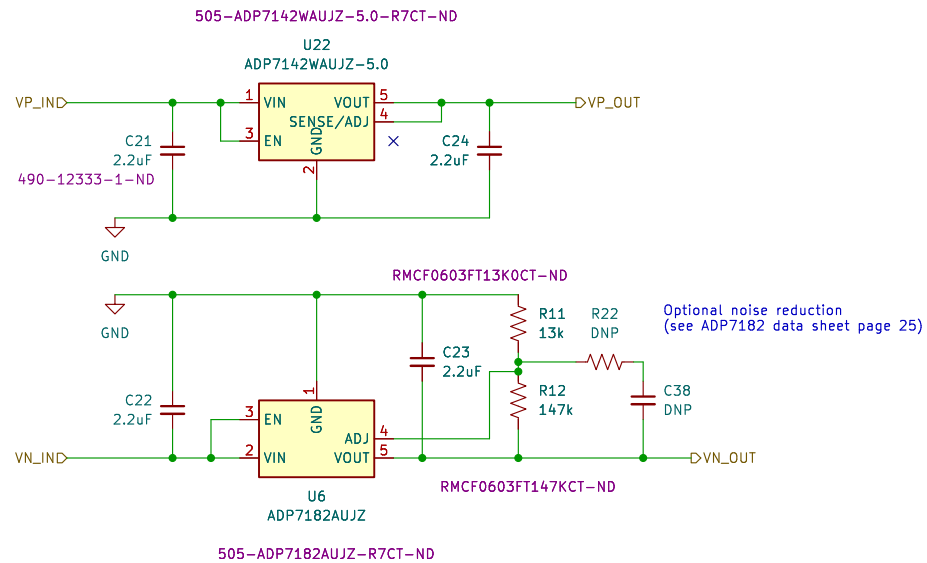 505-ADP7142WAUJZ-5.0-R7CT-ND
U22
ADP7142WAUJZ-5.0
VP_IN
1
VIN
VOUT
5
VP_OUT
SENSE/ADJ
4
3
EN
GND
2
C21
2.2uF
490-12333-1-ND
C24
2.2uF
GND
RMCF0603FT13K0CT-ND
GND
R11
13k
R22
DNP
Optional noise reduction
(see ADP7182 data sheet page 25)
C23
2.2uF
R12
147k
C38
DNP
C22
2.2uF
1
GND
3
EN
ADJ
4
VN_IN
2
VIN
VOUT
5
VN_OUT
U6
ADP7182AUJZ
RMCF0603FT147KCT-ND
505-ADP7182AUJZ-R7CT-ND